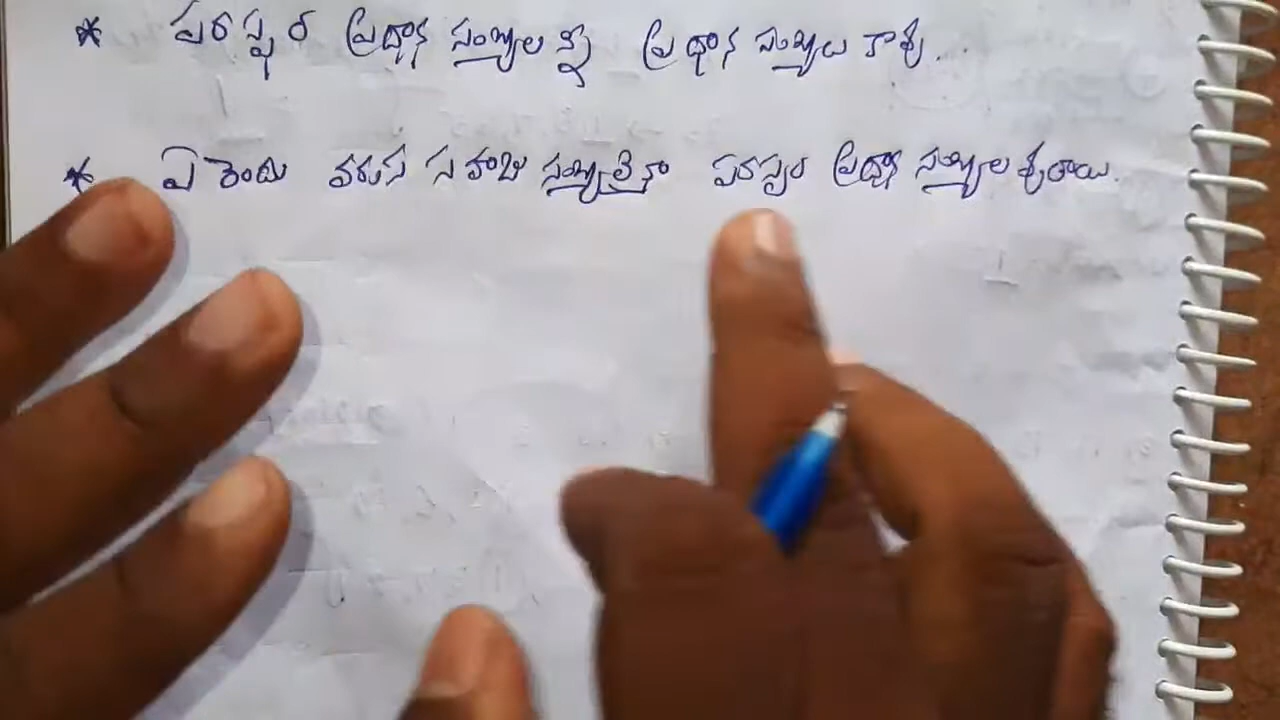 * పరస్పర ప్రధాన సంఖ్యలన్నీ ప్రధాన సంఖ్యలు కావు.
* ఏ రెండు వరుస సహజ సంఖ్యలైనా పరస్పర ప్రధాన సంఖ్యల వుతాయి.